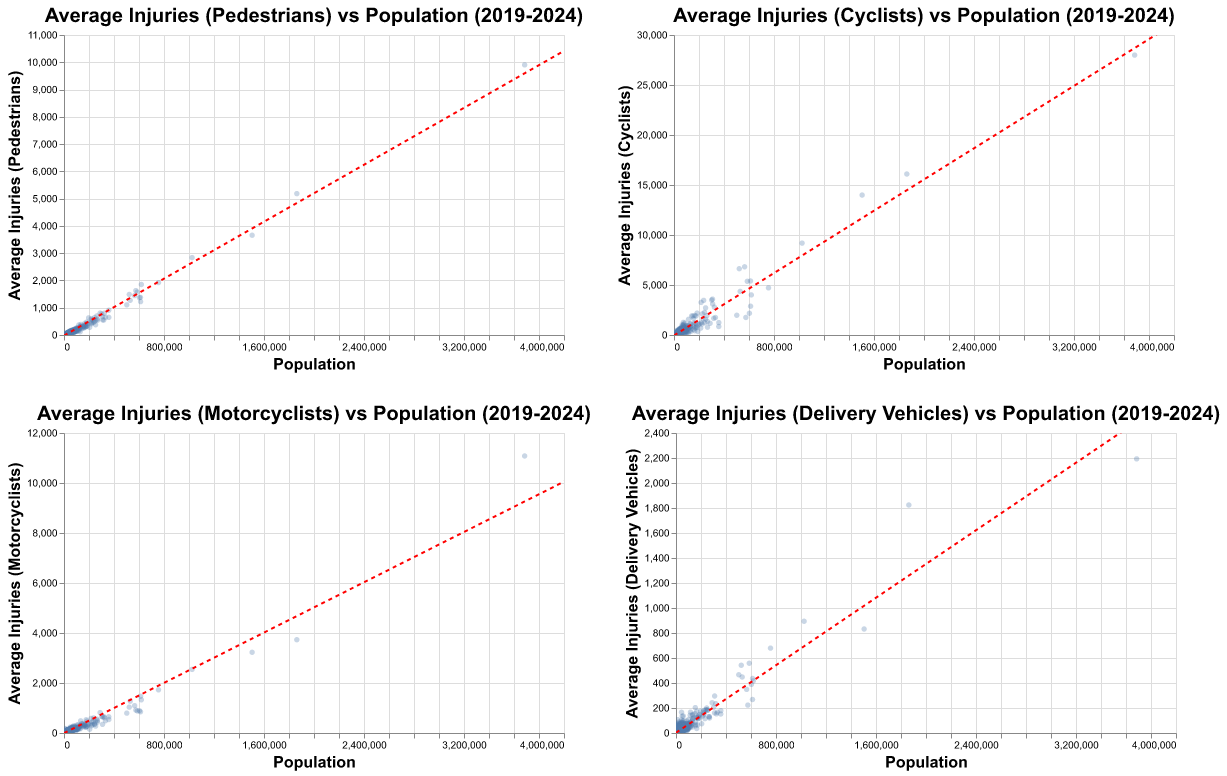 Average Injuries (Pedestrians) vs Population (2019-2024)
11,000
10,000
9,000
8,000
7,000
6,000
5,000
4,000
3,000
2,000
1,000
0
Average Injuries (Pedestrians)
0 800,000 1,600,000 2,400,000 3,200,000 4,000,000
Population
Average Injuries (Cyclists) vs Population (2019-2024)
30,000
25,000
20,000
15,000
10,000
5,000
0
Average Injuries (Cyclists)
0 800,000 1,600,000 2,400,000 3,200,000 4,000,000
Population
Average Injuries (Motorcyclists) vs Population (2019-2024)
12,000
10,000
8,000
6,000
4,000
2,000
0
Average Injuries (Motorcyclists)
0 800,000 1,600,000 2,400,000 3,200,000 4,000,000
Population
Average Injuries (Delivery Vehicles) vs Population (2019-2024)
2,400
2,200
2,000
1,800
1,600
1,400
1,200
1,000
800
600
400
200
0
Average Injuries (Delivery Vehicles)
0 800,000 1,600,000 2,400,000 3,200,000 4,000,000
Population